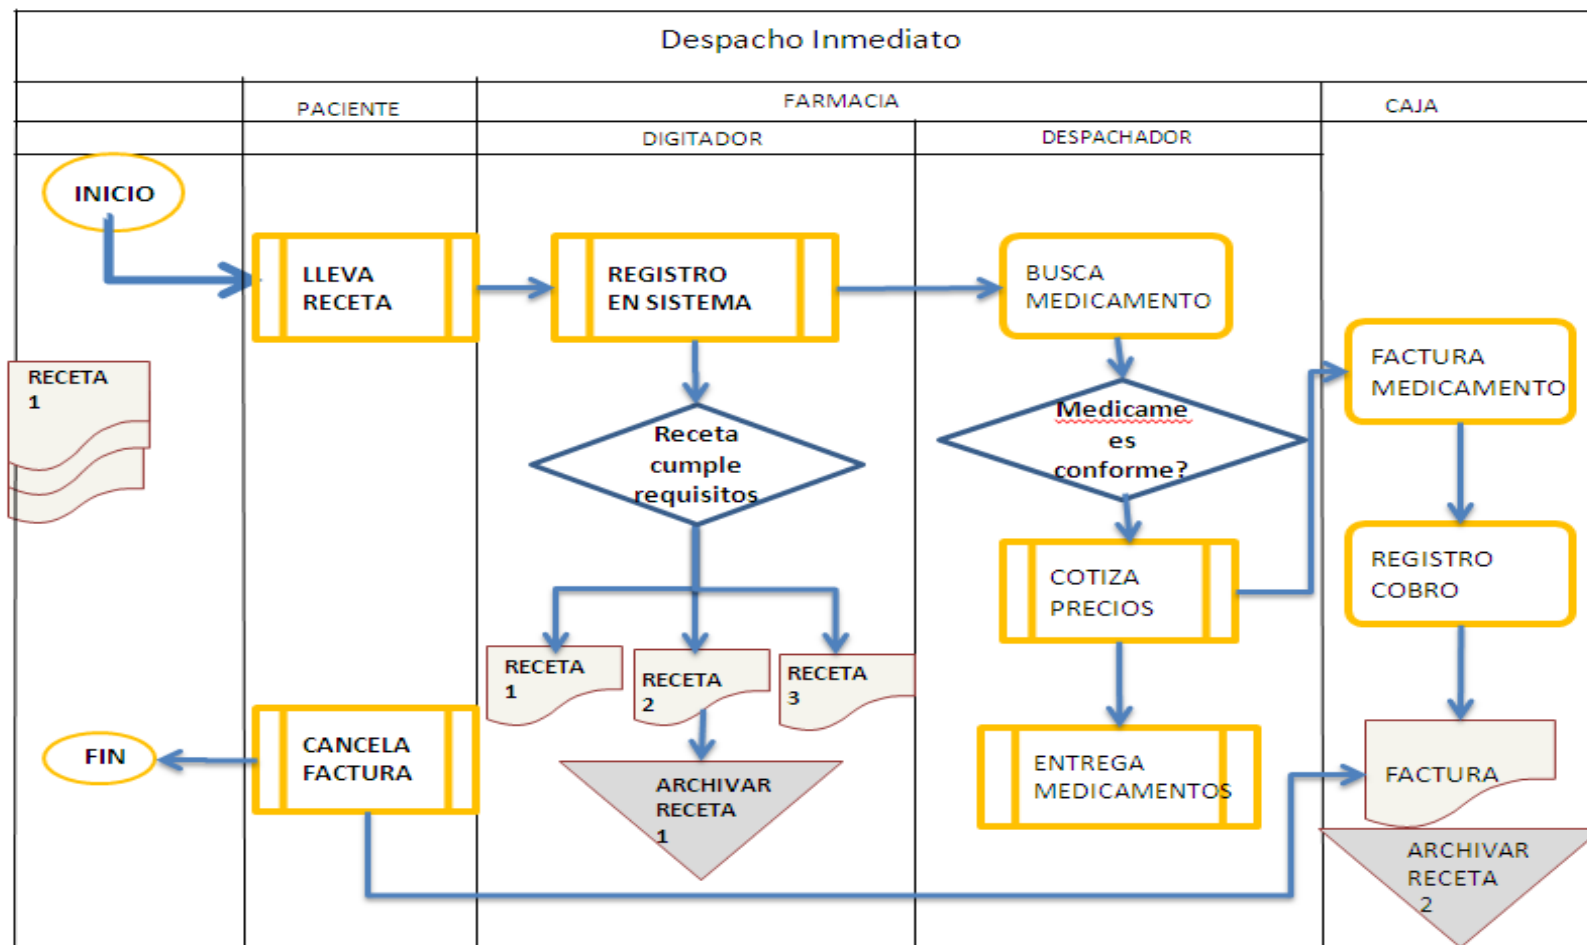 Despacho Inmediato
PACIENTE
FARMACIA
CAJA
DIGITADOR
DESPACHADOR
INICIO
LLEVA
RECETA
REGISTRO
EN SISTEMA
BUSCA
MEDICAMENTO
FACTURA
MEDICAMENTO
RECETA
1
Receta
cumple
requisitos
Medicame
es
conforme?
COTIZA
PRECIOS
REGISTRO
COBRO
RECETA
1
RECETA
2
RECETA
3
FIN
CANCELA
FACTURA
ARCHIVAR
RECETA
1
ENTREGA
MEDICAMENTOS
FACTURA
ARCHIVAR
RECETA
2